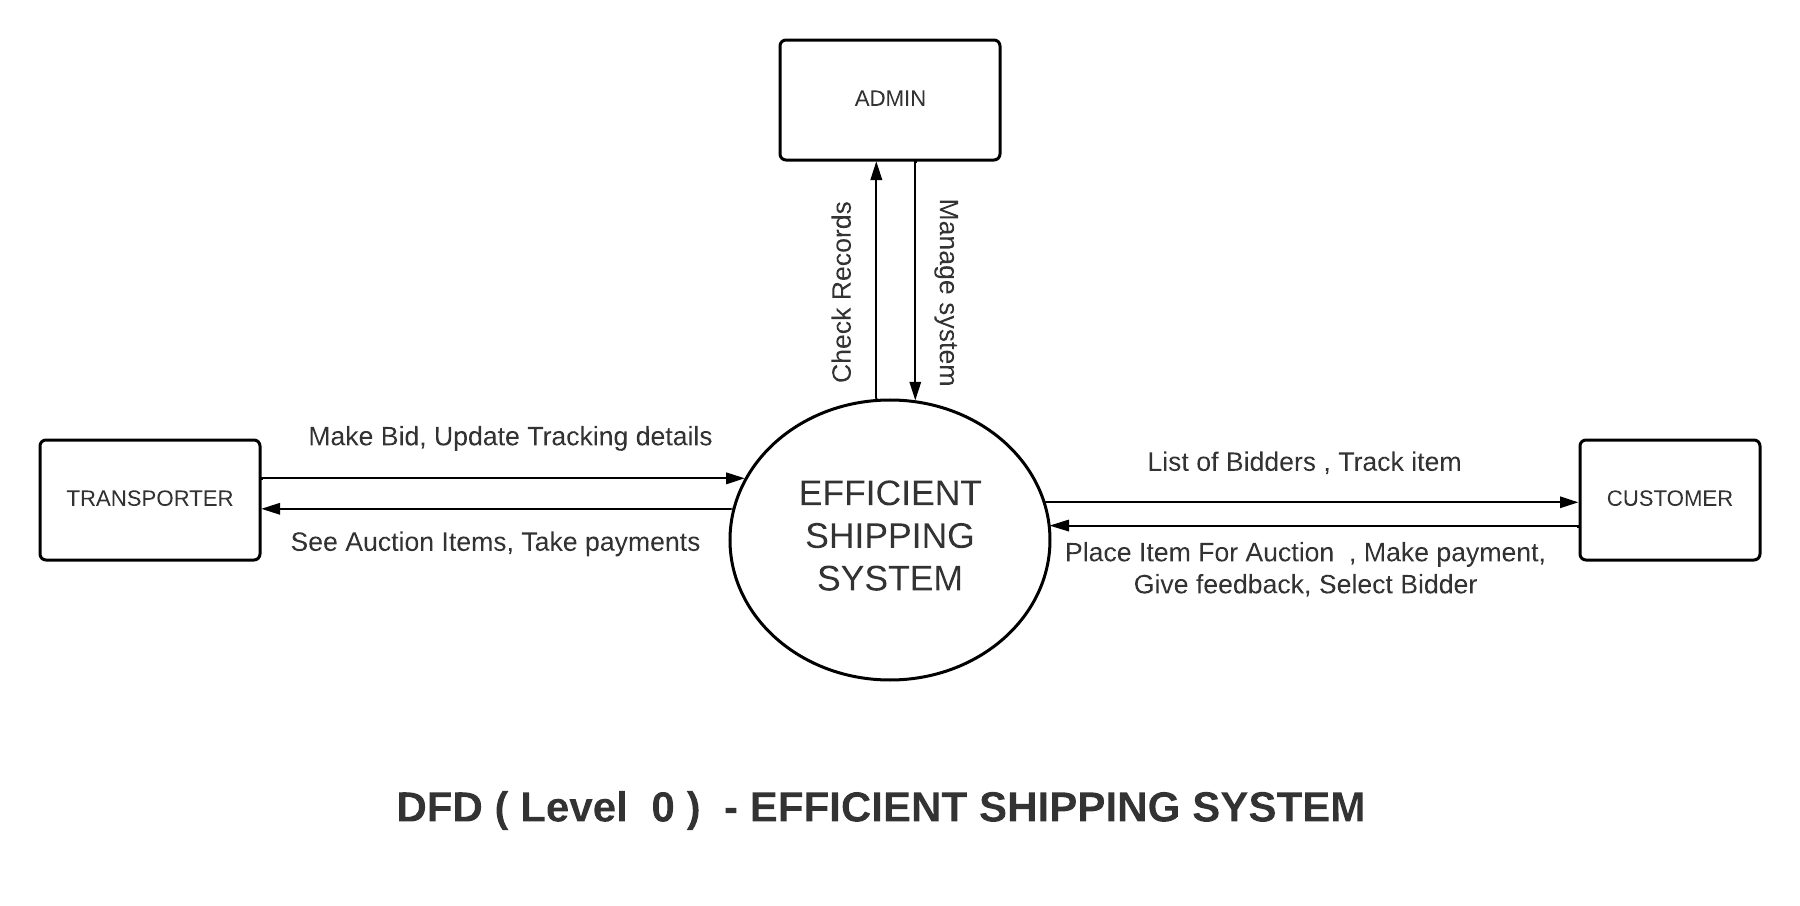 ADMIN
Check Records
Manage system
Make Bid, Update Tracking details
TRANSPORTER
See Auction Items, Take payments
EFFICIENT
SHIPPING
SYSTEM
List of Bidders , Track item
CUSTOMER
Place Item For Auction  , Make payment,
Give feedback, Select Bidder
DFD ( Level  0 )  - EFFICIENT SHIPPING SYSTEM